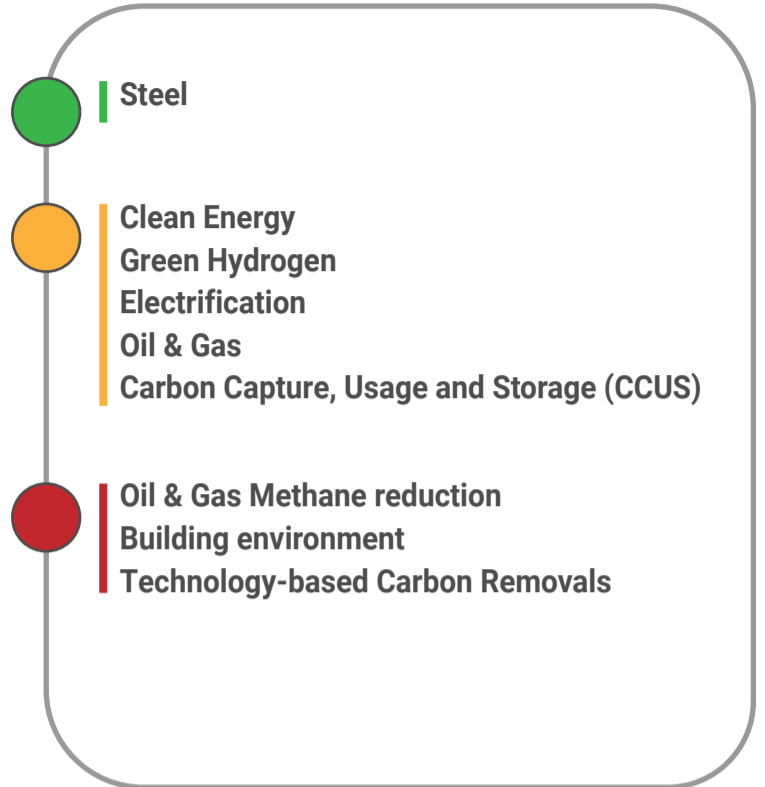 Steel
Clean Energy
Green Hydrogen
Electrification
Oil & Gas
Carbon Capture, Usage and Storage (CCUS)
Oil & Gas Methane reduction
Building environment
Technology-based Carbon Removals